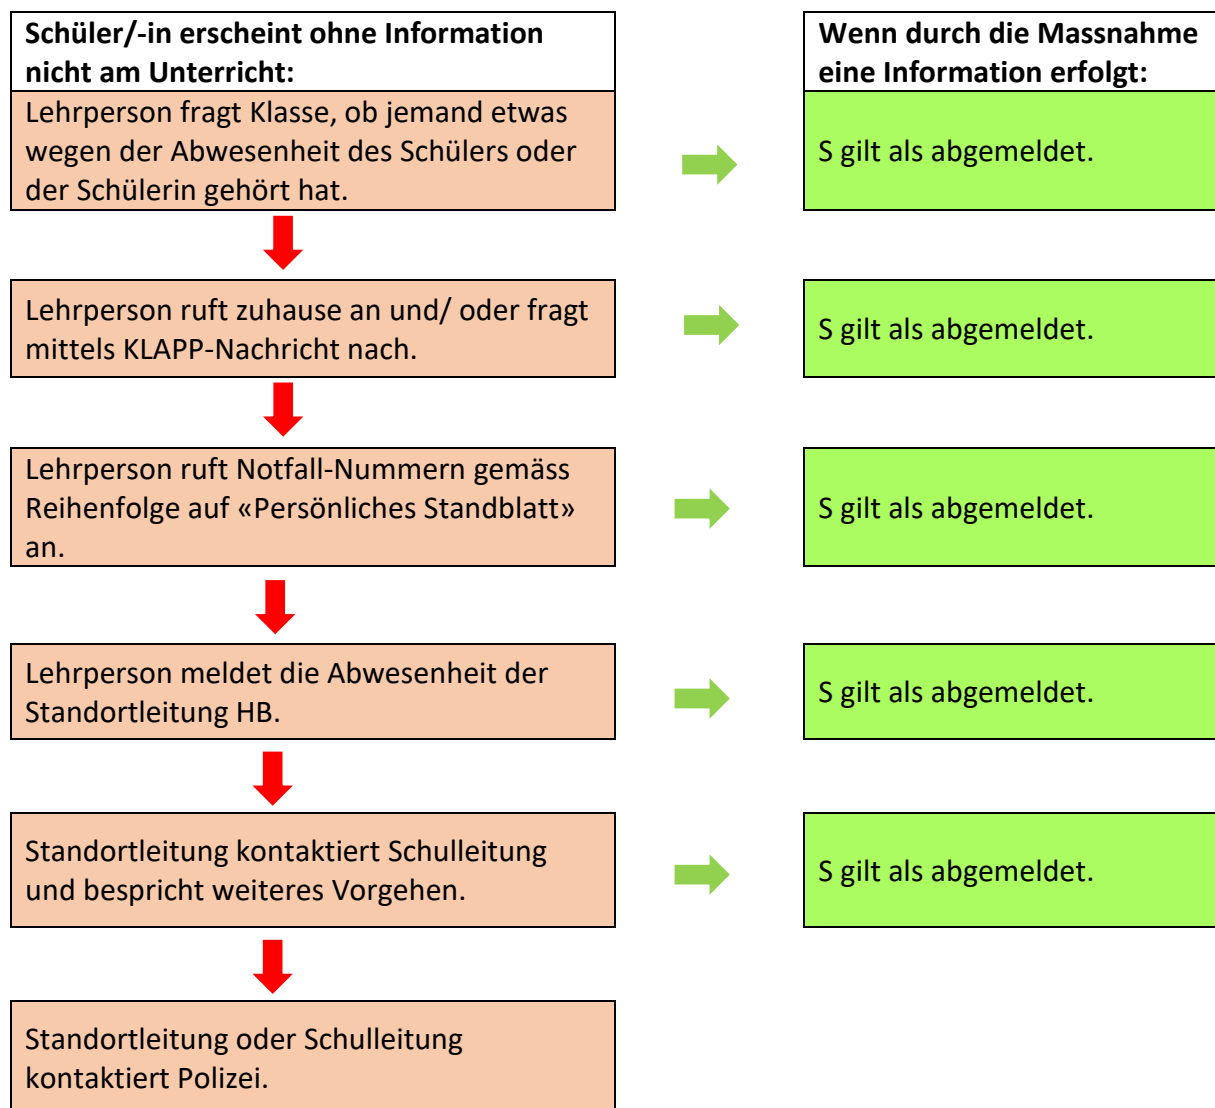 Schüler/-in erscheint ohne Information
nicht am Unterricht:
Wenn durch die Massnahme
eine Information erfolgt:
Lehrperson fragt Klasse, ob jemand etwas
wegen der Abwesenheit des Schülers oder
der Schülerin gehört hat.
S gilt als abgemeldet.
Lehrperson ruft zuhause an und/ oder fragt
mittels KLAPP-Nachricht nach.
S gilt als abgemeldet.
Lehrperson ruft Notfall-Nummern gemäss
Reihenfolge auf «Persönliches Standblatt»
an.
S gilt als abgemeldet.
Lehrperson meldet die Abwesenheit der
Standortleitung HB.
S gilt als abgemeldet.
Standortleitung kontaktiert Schulleitung
und bespricht weiteres Vorgehen.
S gilt als abgemeldet.
Standortleitung oder Schulleitung
kontaktiert Polizei.